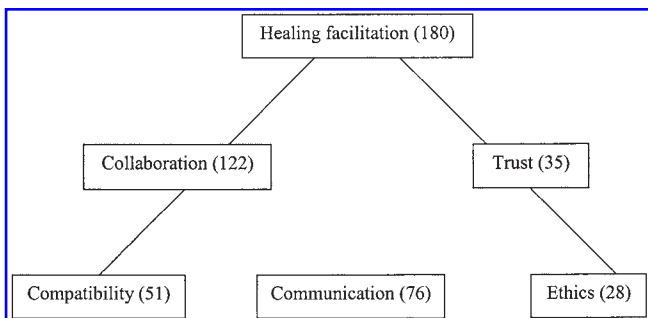 Healing facilitation (180)
Collaboration (122)
Trust (35)
Compatibility (51)
Communication (76)
Ethics (28)